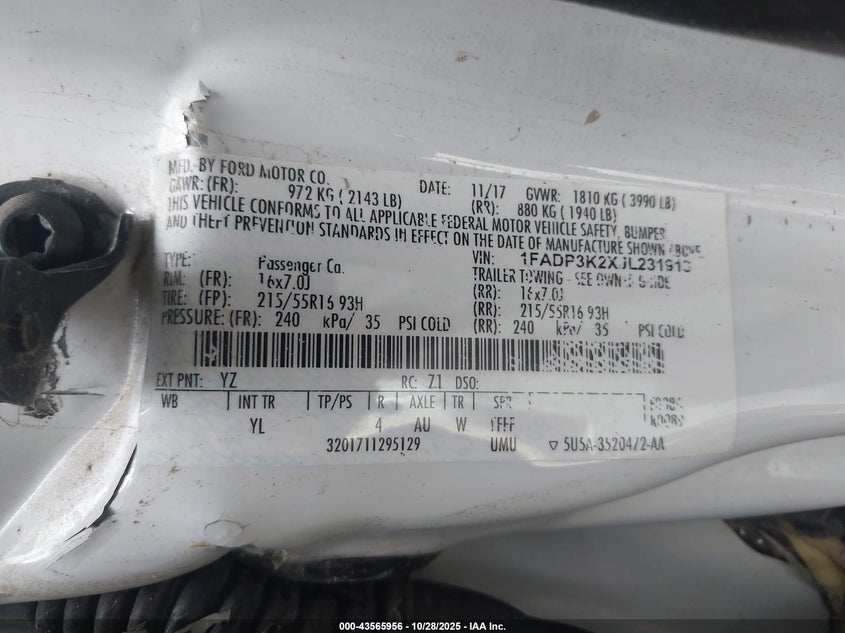 MFD. BY FORD MOTOR CO.
DATE: 11/17 GVWR: 1810 KG ( 3990 LB)
GAWR: (FR): 972 KG ( 2143 LB) (RR): 880 KG ( 1940 LB)
THIS VEHICLE CONFORMS TO ALL APPLICABLE FEDERAL MOTOR VEHICLE SAFETY, BUMPER
AND THEFT PREVENTION STANDARDS IN EFFECT ON THE DATE OF MANUFACTURE SHOWN ABOVE.
VIN: 1FADP3K2XJL231913
TYPE: Passenger Car TRAILER TOWING - SEE OWNER GUIDE
RIM: (FR): 16x7.0J (RR): 16x7.0J
TIRE: (FR) 215/55R16 93H (RR): 215/55R16 93H
PRESSURE: (FR): 240 kPa/ 35 PSI COLD (RR): 240 kPa/ 35 PSI COLD
EXT PNT: YZ RC: 71 DSO:
WB INT TR TP/PS R AXLE TR SPR
YL 4 AU W
3201711295129 UMU ▽ 5U5A-3520472-AA
000-43565956 | 10/28/2025 | IAA Inc.